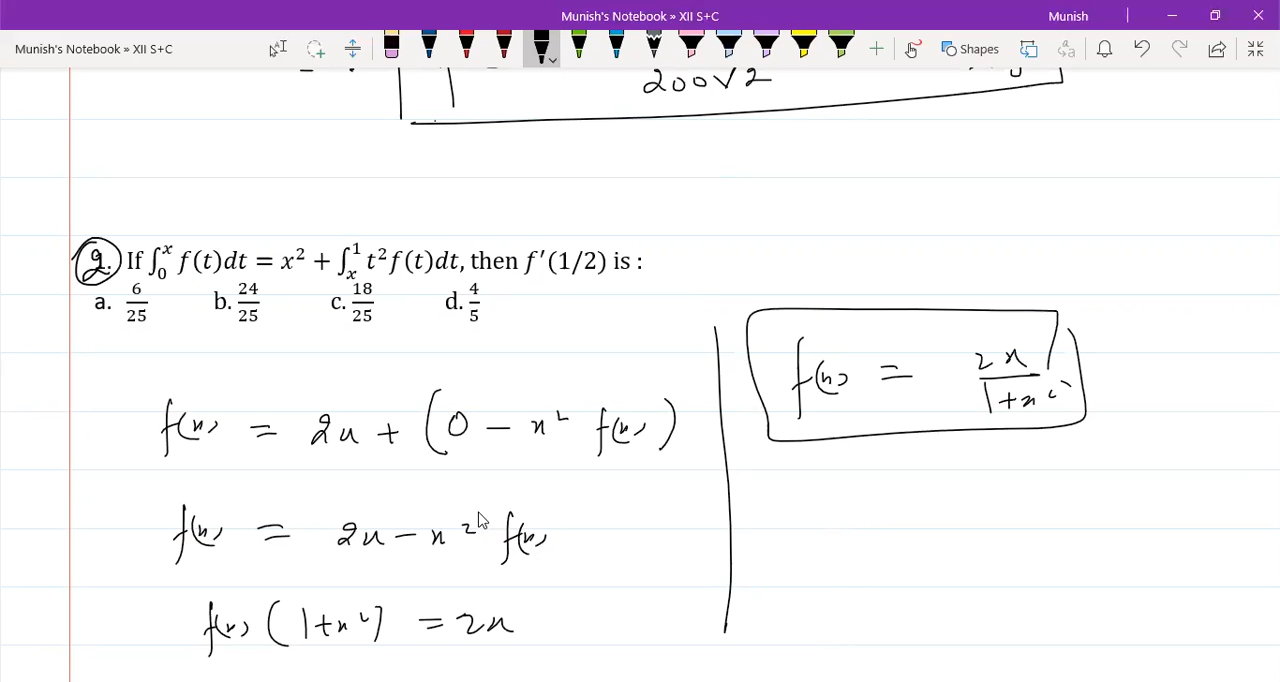 Munish's Notebook » XII S+C
Munish
Munish's Notebook » XII S+C
Shapes
200√2
Q. If ∫₀ˣ f(t)dt = x² + ∫ₓ¹ t²f(t)dt, then f′(1/2) is :
a. 6/25 b. 24/25 c. 18/25 d. 4/5
f(x) = 2x + (0 − x² f(x))
f(x) = 2x − x² f(x)
f(x) (1+x²) = 2x
f(x) = 2x/(1+x²)